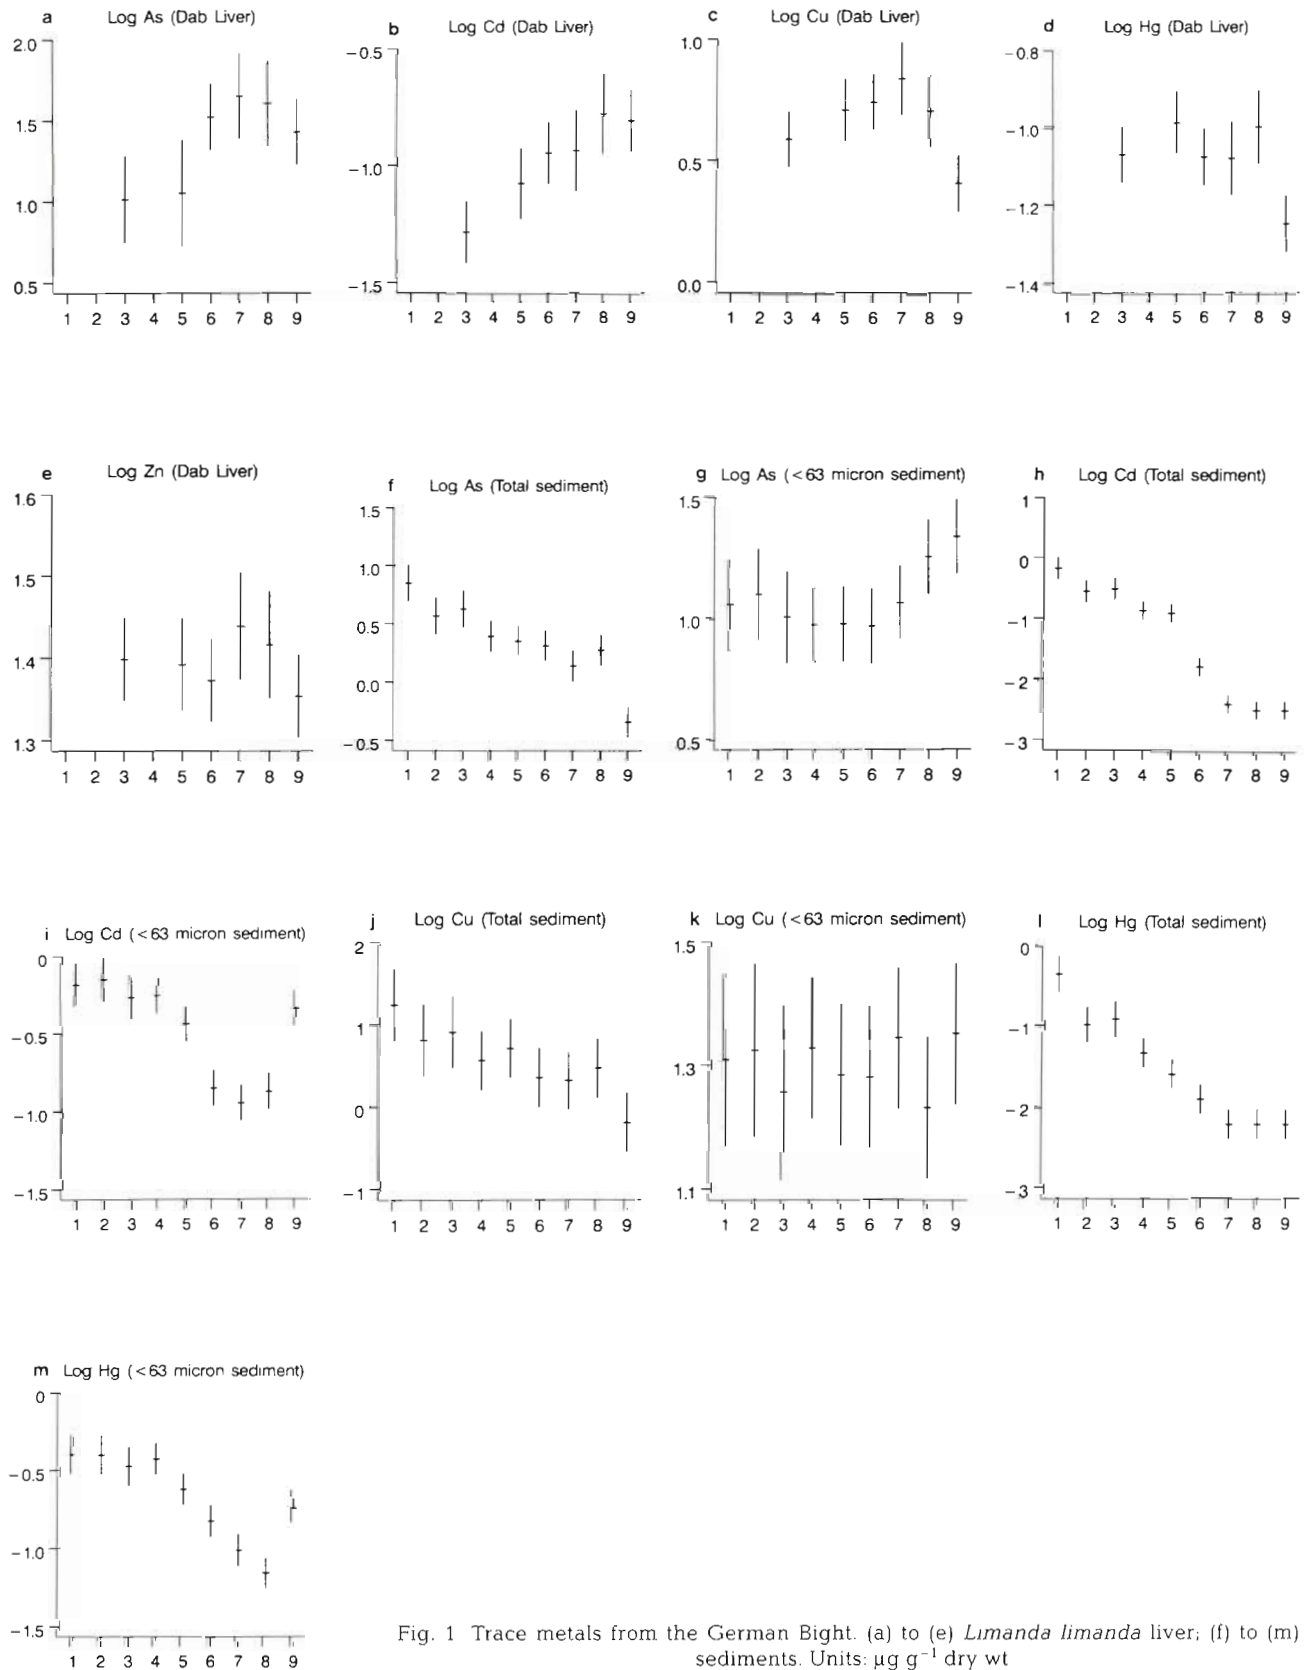 a Log As (Dab Liver)
2.0
1.5
1.0
0.5
1 2 3 4 5 6 7 8 9
b Log Cd (Dab Liver)
−0.5
−1.0
−1.5
1 2 3 4 5 6 7 8 9
c Log Cu (Dab Liver)
1.0
0.5
0.0
1 2 3 4 5 6 7 8 9
d Log Hg (Dab Liver)
−0.8
−1.0
−1.2
−1.4
1 2 3 4 5 6 7 8 9
e Log Zn (Dab Liver)
1.6
1.5
1.4
1.3
1 2 3 4 5 6 7 8 9
f Log As (Total sediment)
1.5
1.0
0.5
0.0
−0.5
1 2 3 4 5 6 7 8 9
g Log As (<63 micron sediment)
1.5
1.0
0.5
1 2 3 4 5 6 7 8 9
h Log Cd (Total sediment)
1
0
−1
−2
−3
1 2 3 4 5 6 7 8 9
i Log Cd (<63 micron sediment)
0
−0.5
−1.0
−1.5
1 2 3 4 5 6 7 8 9
j Log Cu (Total sediment)
2
1
0
−1
1 2 3 4 5 6 7 8 9
k Log Cu (<63 micron sediment)
1.5
1.3
1.1
1 2 3 4 5 6 7 8 9
l Log Hg (Total sediment)
0
−1
−2
−3
1 2 3 4 5 6 7 8 9
m Log Hg (<63 micron sediment)
0
−0.5
−1.0
−1.5
1 2 3 4 5 6 7 8 9
Fig. 1 Trace metals from the German Bight. (a) to (e) Limanda limanda liver; (f) to (m)
sediments. Units: μg g⁻¹ dry wt